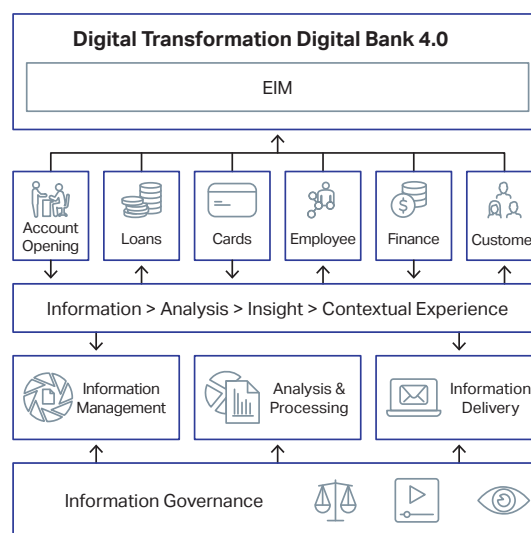 Digital Transformation Digital Bank 4.0
EIM
Account
Opening
Loans
Cards
Employee
Finance
Custome
Information > Analysis > Insight > Contextual Experience
Information
Management
Analysis &
Processing
Information
Delivery
Information Governance